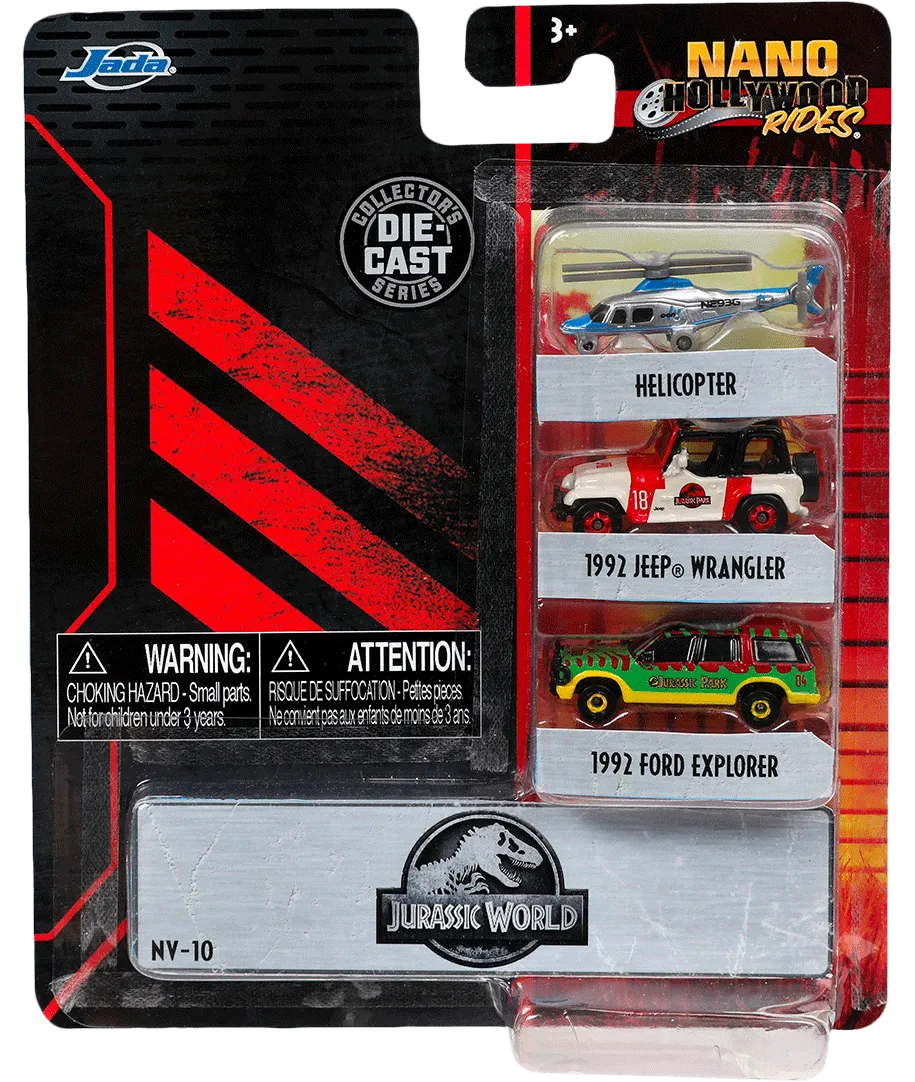 Jada®
3+
NANO
HOLLYWOOD
RIDES®
COLLECTOR'S
DIE-
CAST
SERIES
N293G
HELICOPTER
18
Jeep
JURASSIC PARK
1992 JEEP® WRANGLER
JURASSIC PARK
04
1992 FORD EXPLORER
WARNING:
CHOKING HAZARD - Small parts.
Not for children under 3 years.
ATTENTION:
RISQUE DE SUFFOCATION - Petites pièces.
Ne convient pas aux enfants de moins de 3 ans.
JURASSIC WORLD
NV-10